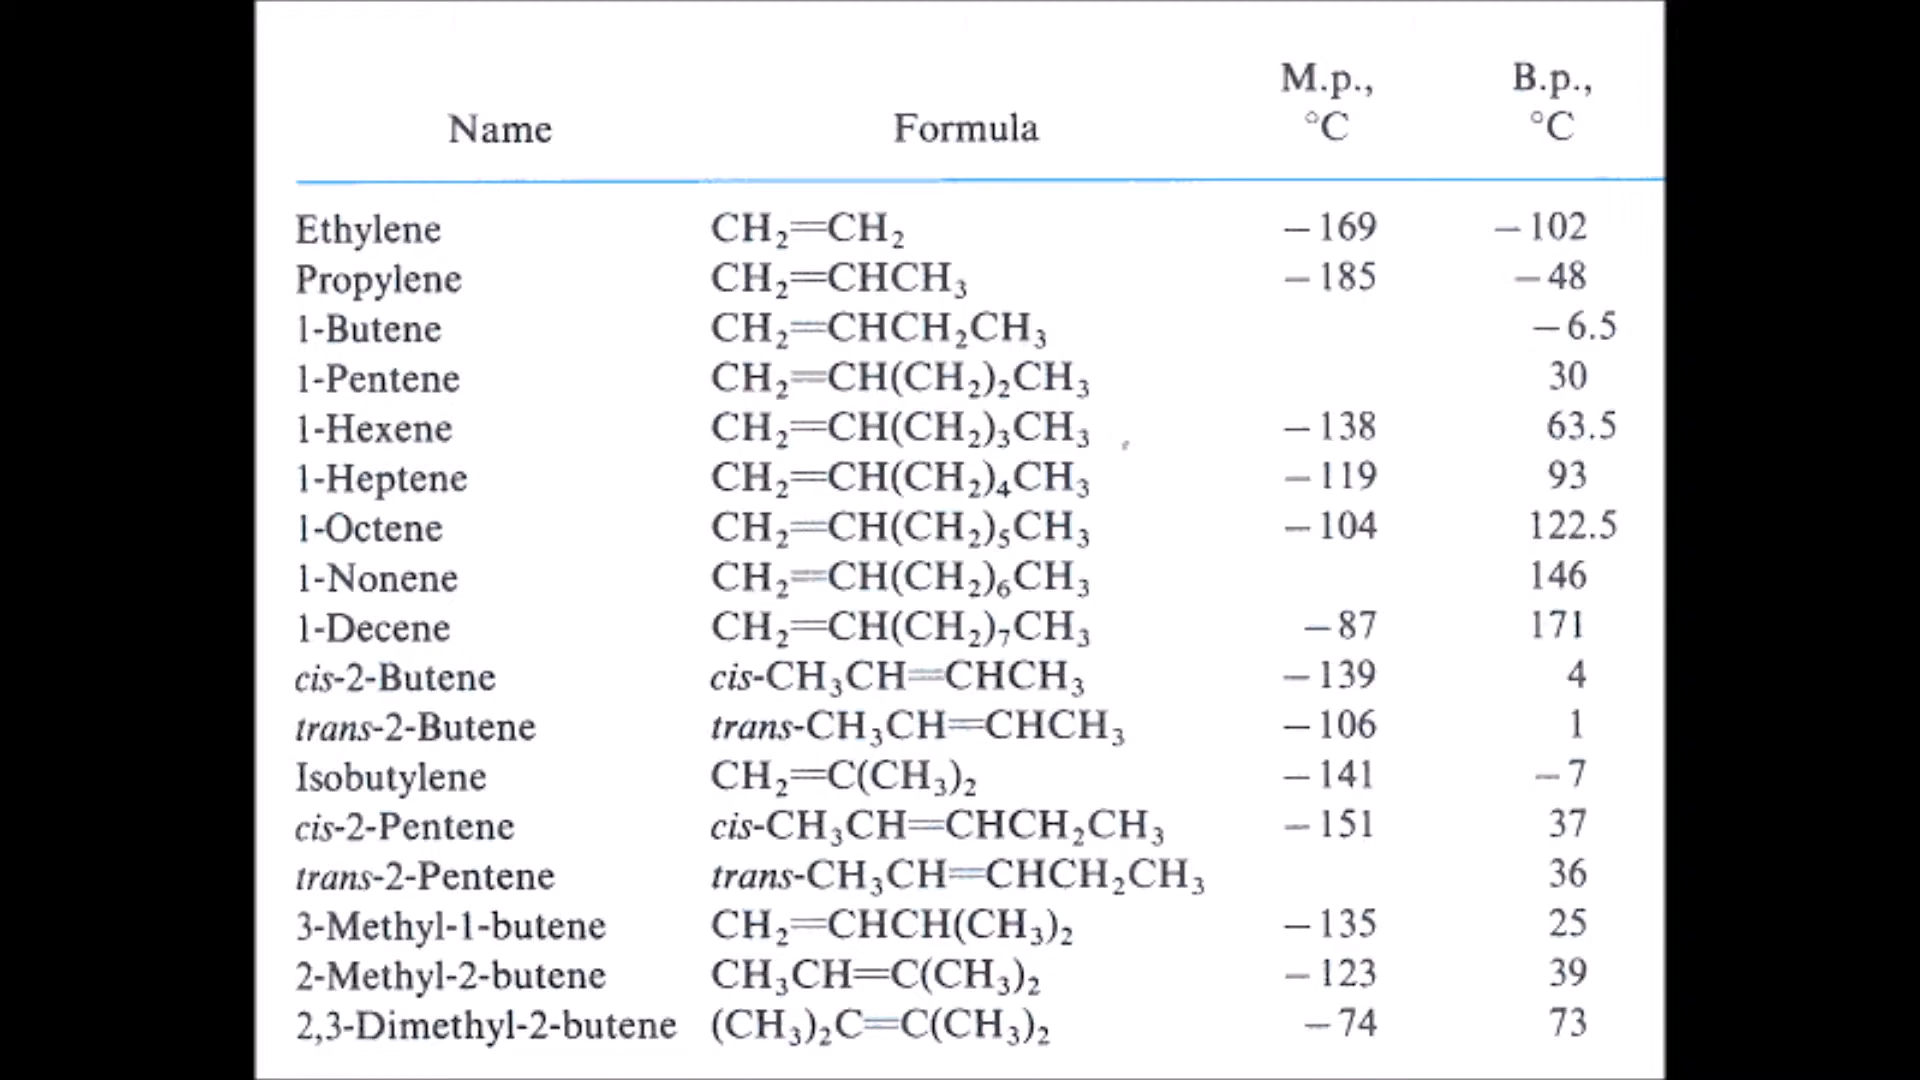 M.p., B.p.,
Name Formula °C °C
Ethylene CH₂=CH₂ −169 −102
Propylene CH₂=CHCH₃ −185 −48
1-Butene CH₂=CHCH₂CH₃ −6.5
1-Pentene CH₂=CH(CH₂)₂CH₃ 30
1-Hexene CH₂=CH(CH₂)₃CH₃ −138 63.5
1-Heptene CH₂=CH(CH₂)₄CH₃ −119 93
1-Octene CH₂=CH(CH₂)₅CH₃ −104 122.5
1-Nonene CH₂=CH(CH₂)₆CH₃ 146
1-Decene CH₂=CH(CH₂)₇CH₃ −87 171
cis-2-Butene cis-CH₃CH=CHCH₃ −139 4
trans-2-Butene trans-CH₃CH=CHCH₃ −106 1
Isobutylene CH₂=C(CH₃)₂ −141 −7
cis-2-Pentene cis-CH₃CH=CHCH₂CH₃ −151 37
trans-2-Pentene trans-CH₃CH=CHCH₂CH₃ 36
3-Methyl-1-butene CH₂=CHCH(CH₃)₂ −135 25
2-Methyl-2-butene CH₃CH=C(CH₃)₂ −123 39
2,3-Dimethyl-2-butene (CH₃)₂C=C(CH₃)₂ −74 73